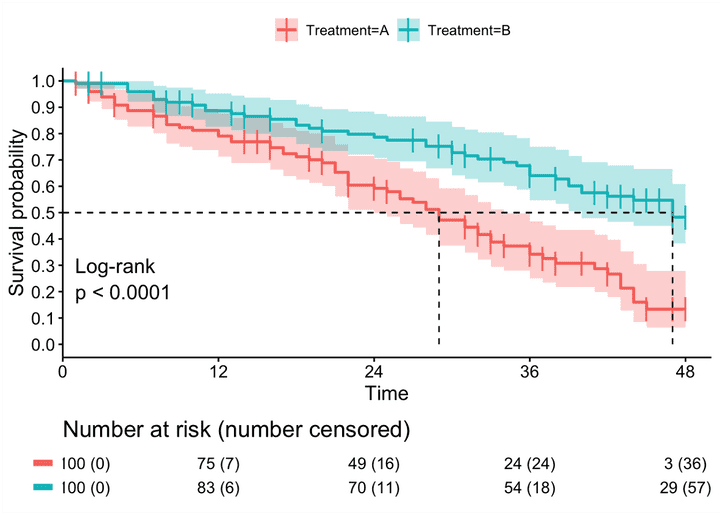 Treatment=A Treatment=B
Survival probability
1.0
0.9
0.8
0.7
0.6
0.5
0.4
0.3
0.2
0.1
0.0
Log-rank
p < 0.0001
0 12 24 36 48
Time
Number at risk (number censored)
100 (0) 75 (7) 49 (16) 24 (24) 3 (36)
100 (0) 83 (6) 70 (11) 54 (18) 29 (57)